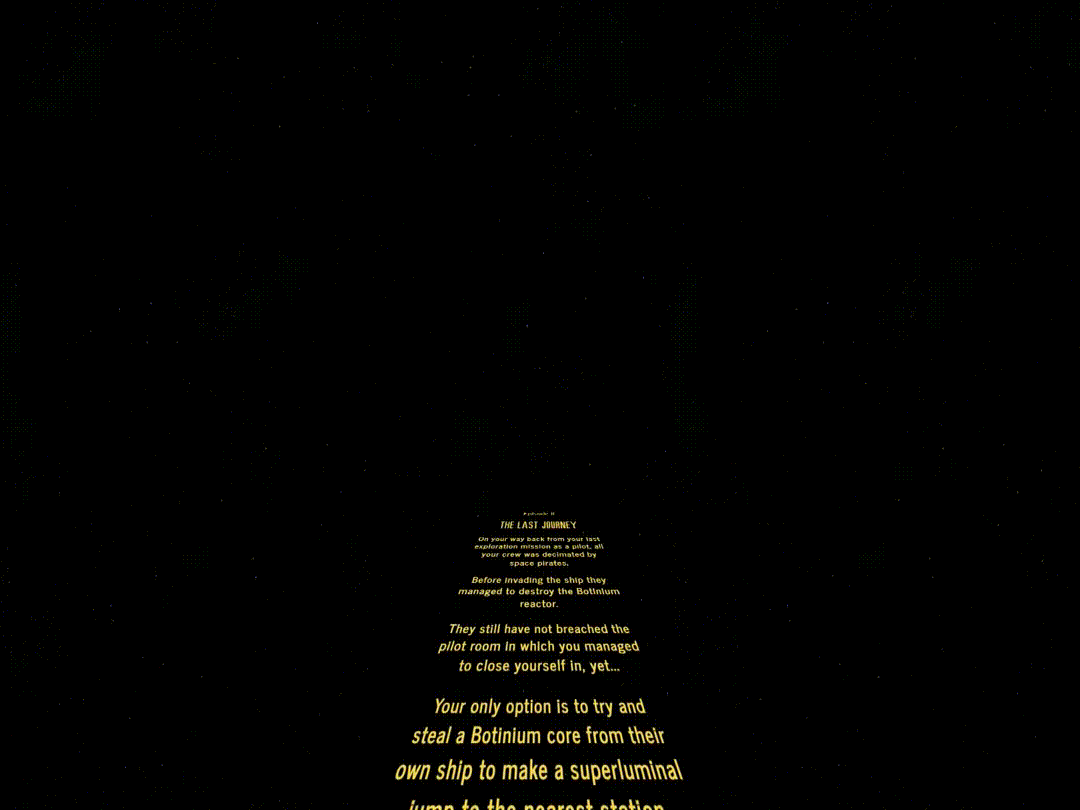 THE LAST JOURNEY
On your way back from your last
exploration mission as a pilot, all
your crew was decimated by
space pirates.
Before invading the ship they
managed to destroy the Botinium
reactor.
They still have not breached the
pilot room in which you managed
to close yourself in, yet...
Your only option is to try and
steal a Botinium core from their
own ship to make a superluminal
jump to the nearest station